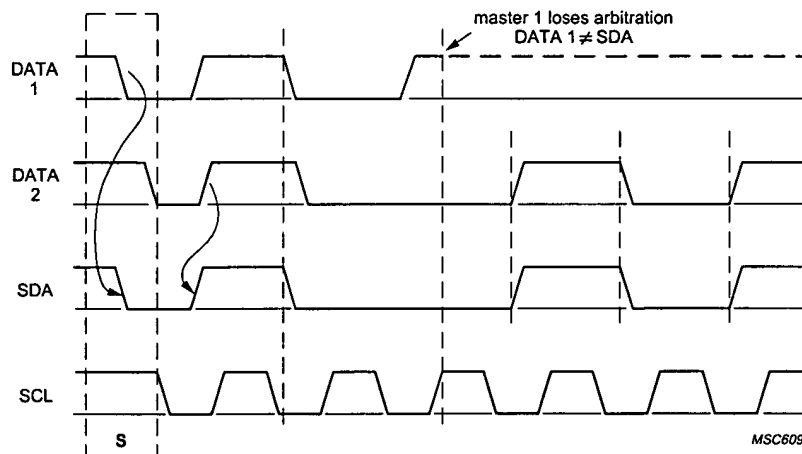 master 1 loses arbitration
DATA 1 ≠ SDA
DATA
1
DATA
2
SDA
SCL
S
MSC609